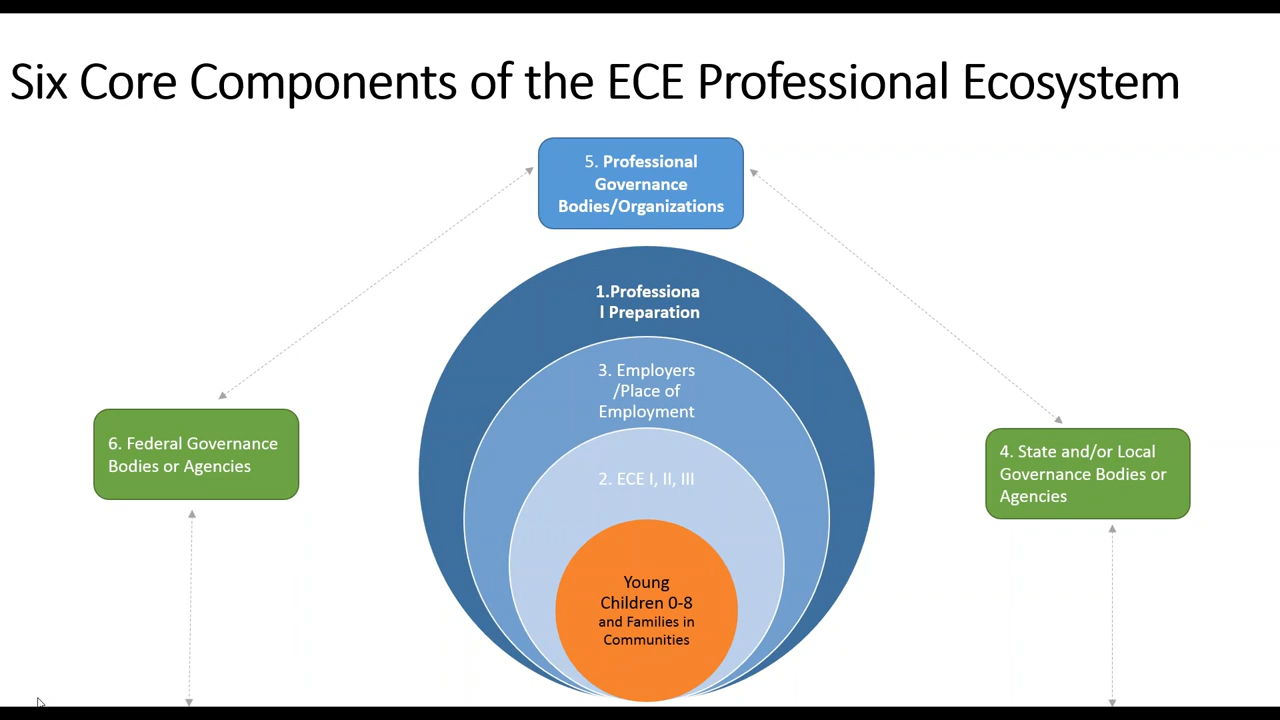 Six Core Components of the ECE Professional Ecosystem
5. Professional
Governance
Bodies/Organizations
1.Professiona
l Preparation
3. Employers
/Place of
Employment
6. Federal Governance
Bodies or Agencies
4. State and/or Local
Governance Bodies or
Agencies
2. ECE I, II, III
Young
Children 0-8
and Families in
Communities